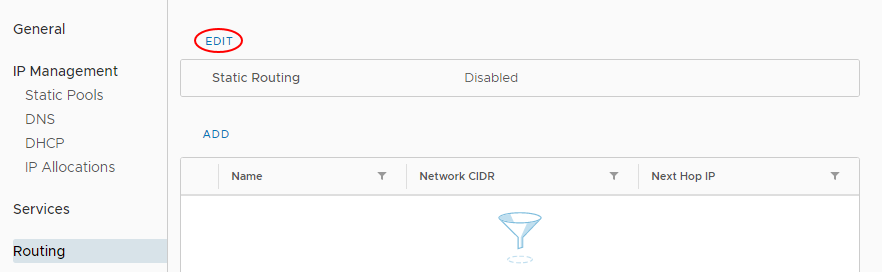 General
IP Management
Static Pools
DNS
DHCP
IP Allocations
Services
Routing
EDIT
Static Routing Disabled
ADD
Name Network CIDR Next Hop IP